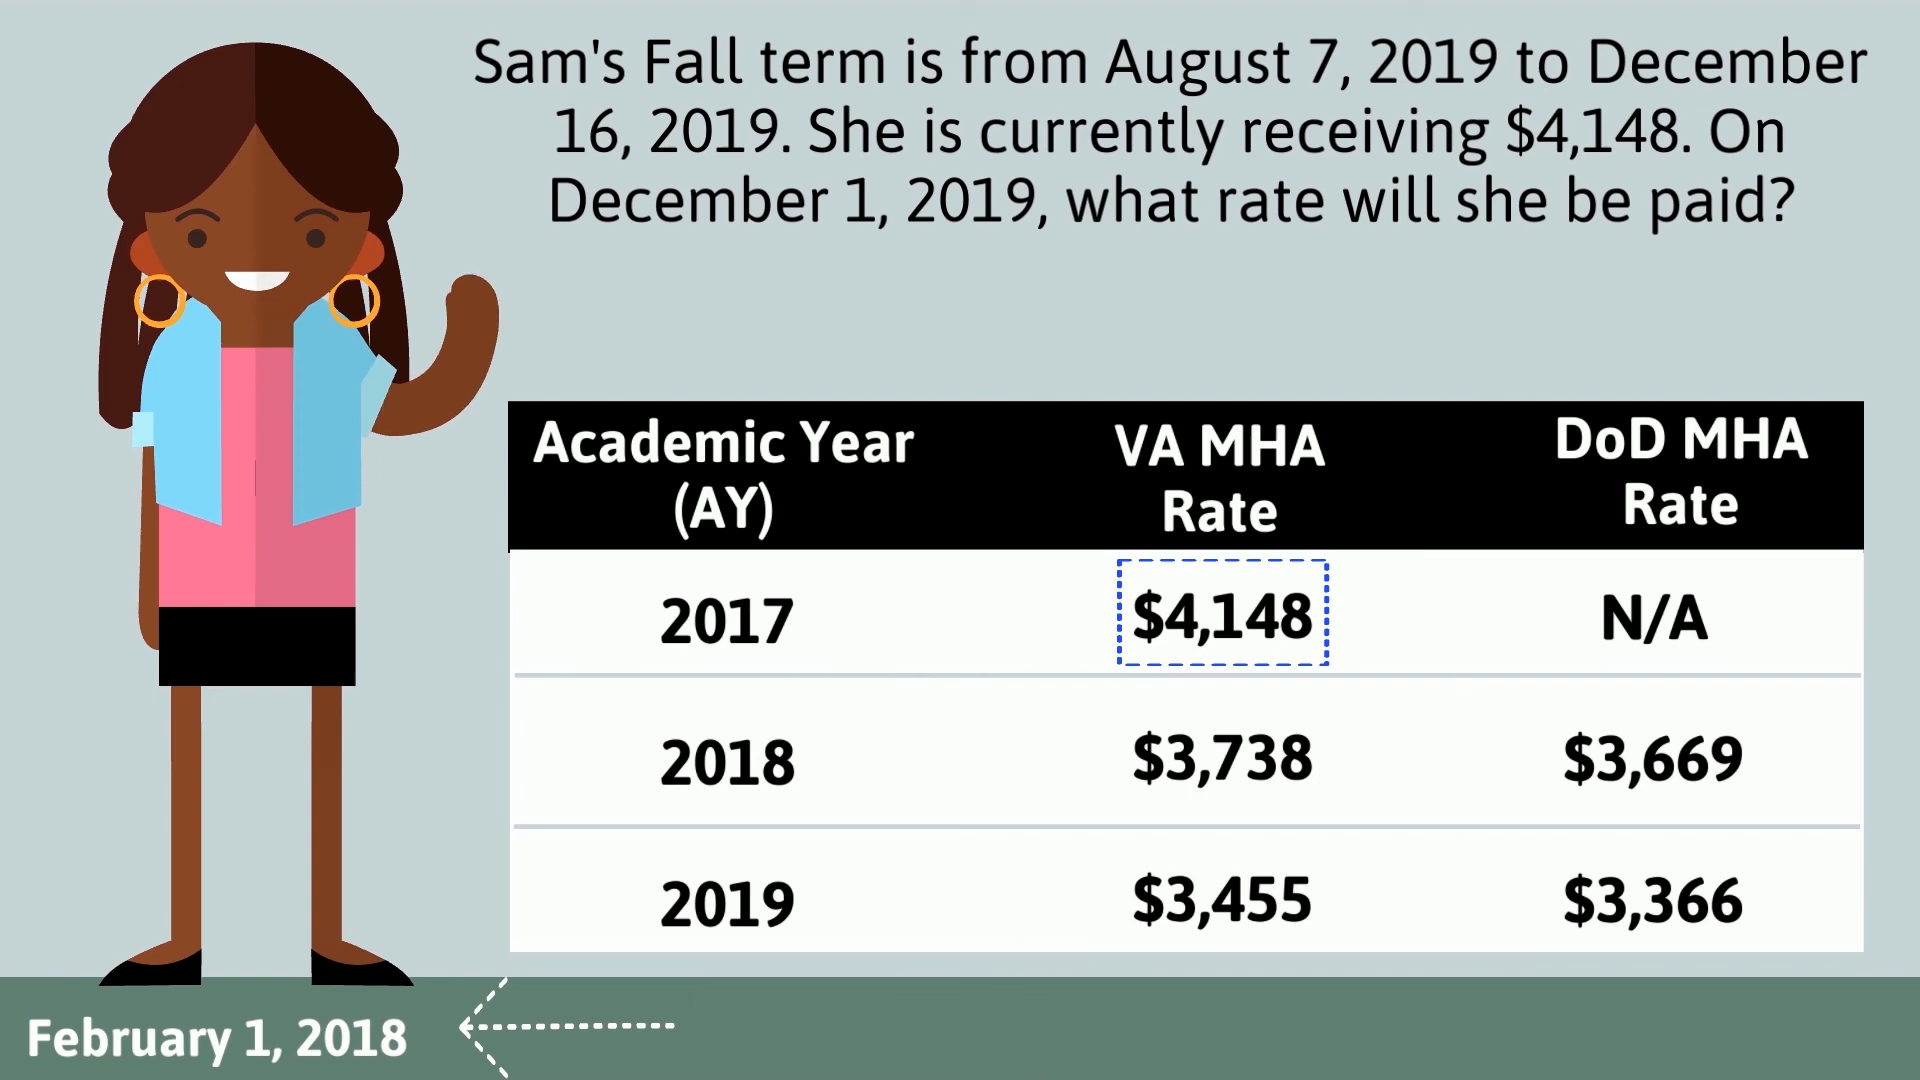 Sam's Fall term is from August 7, 2019 to December
16, 2019. She is currently receiving $4,148. On
December 1, 2019, what rate will she be paid?
Academic Year
(AY)
VA MHA
Rate
DoD MHA
Rate
2017
$4,148
N/A
2018
$3,738
$3,669
2019
$3,455
$3,366
February 1, 2018